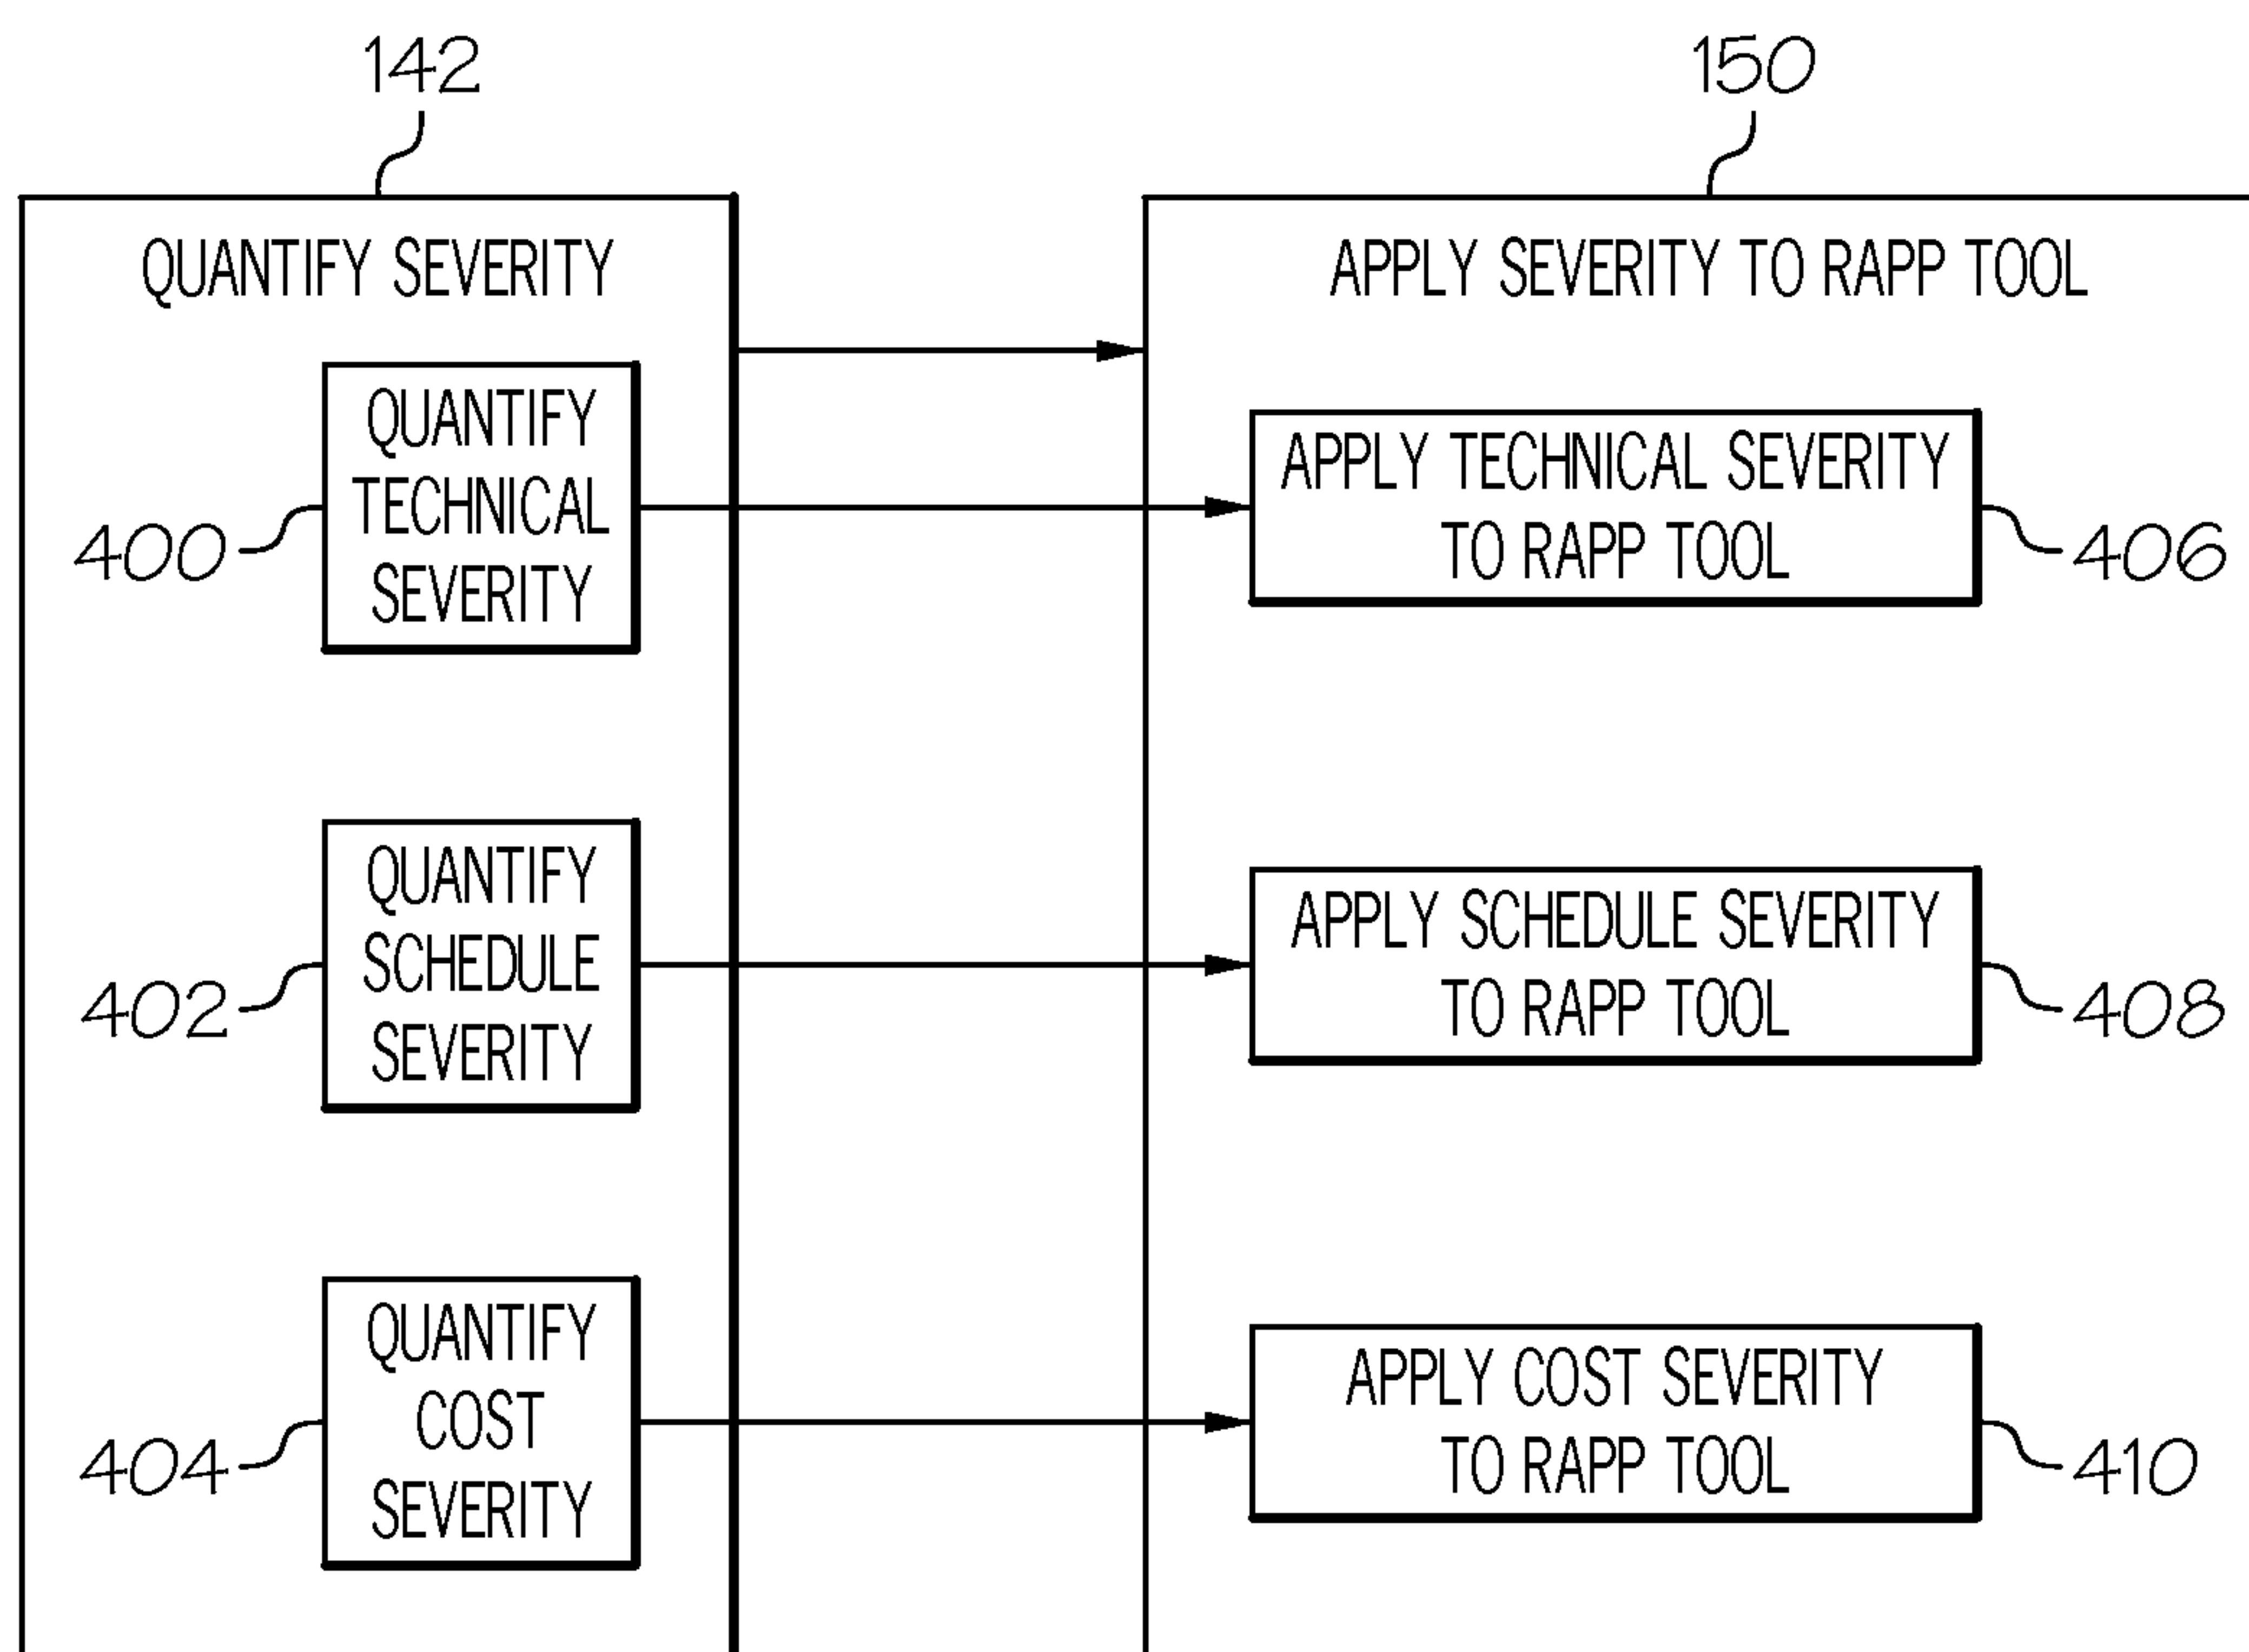 142
150
QUANTIFY SEVERITY
APPLY SEVERITY TO RAPP TOOL
QUANTIFY
TECHNICAL
SEVERITY
400
APPLY TECHNICAL SEVERITY
TO RAPP TOOL
406
QUANTIFY
SCHEDULE
SEVERITY
402
APPLY SCHEDULE SEVERITY
TO RAPP TOOL
408
QUANTIFY
COST
SEVERITY
404
APPLY COST SEVERITY
TO RAPP TOOL
410